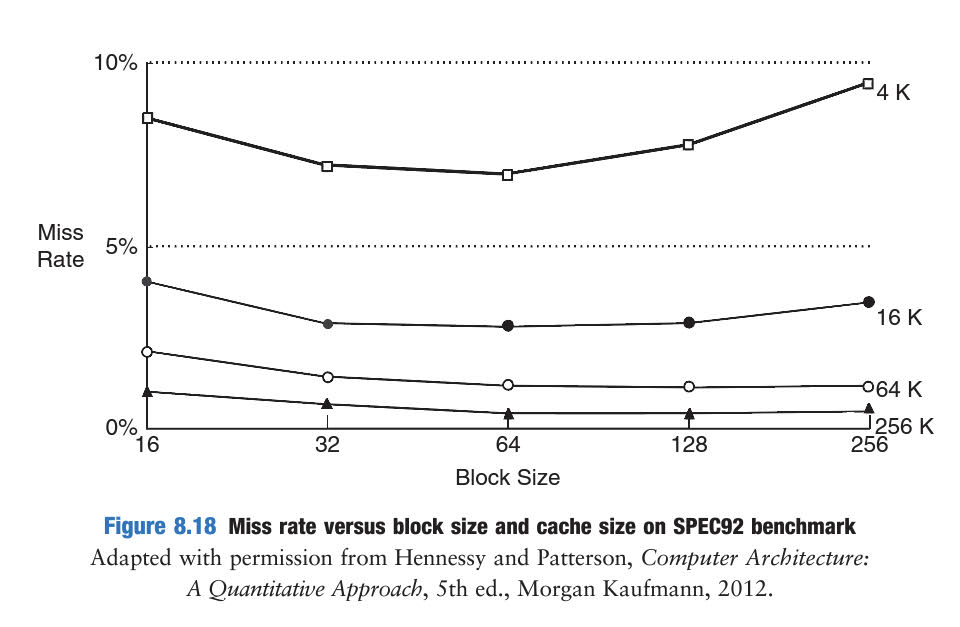 10%
4 K
Miss
Rate
5%
16 K
64 K
256 K
0%
16 32 64 128 256
Block Size
Figure 8.18 Miss rate versus block size and cache size on SPEC92 benchmark
Adapted with permission from Hennessy and Patterson, Computer Architecture:
A Quantitative Approach, 5th ed., Morgan Kaufmann, 2012.